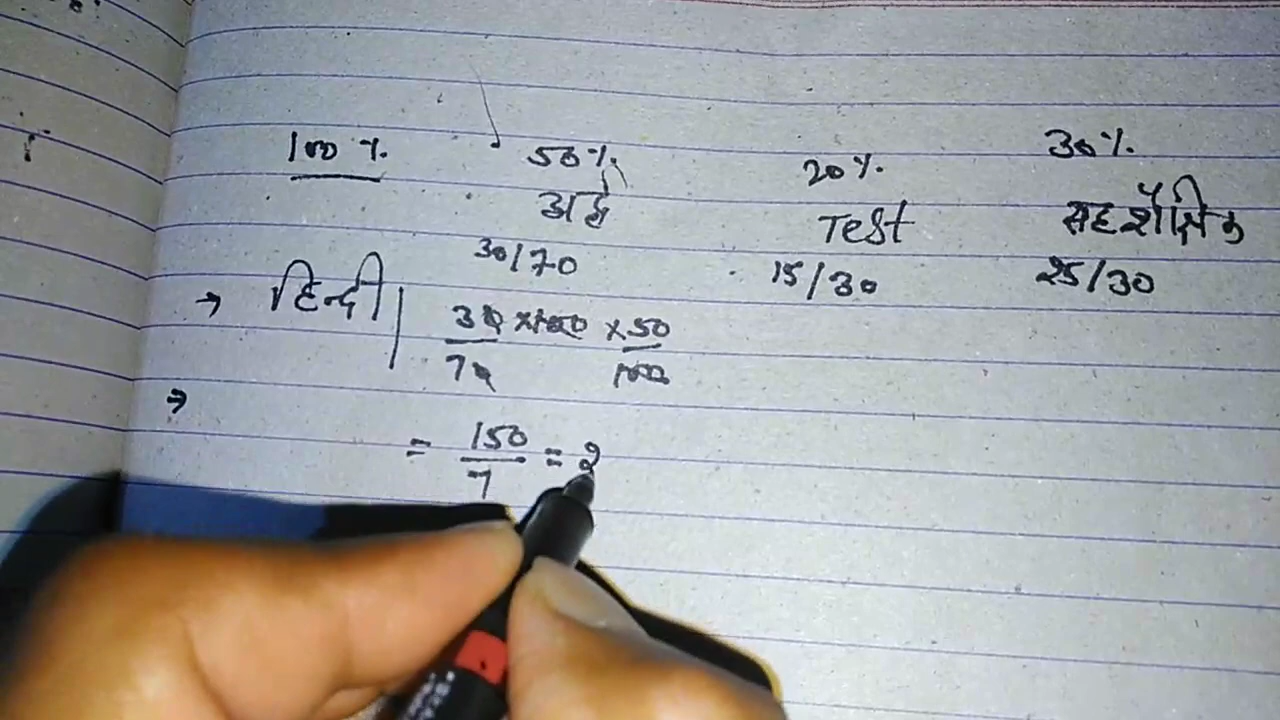 100 % 50% 20% 30%
अर्द्ध Test सहशैक्षिक
30/70 15/30 25/30
→ हिन्दी 30 × 100 × 50
70 100
→
= 150 = 2
7